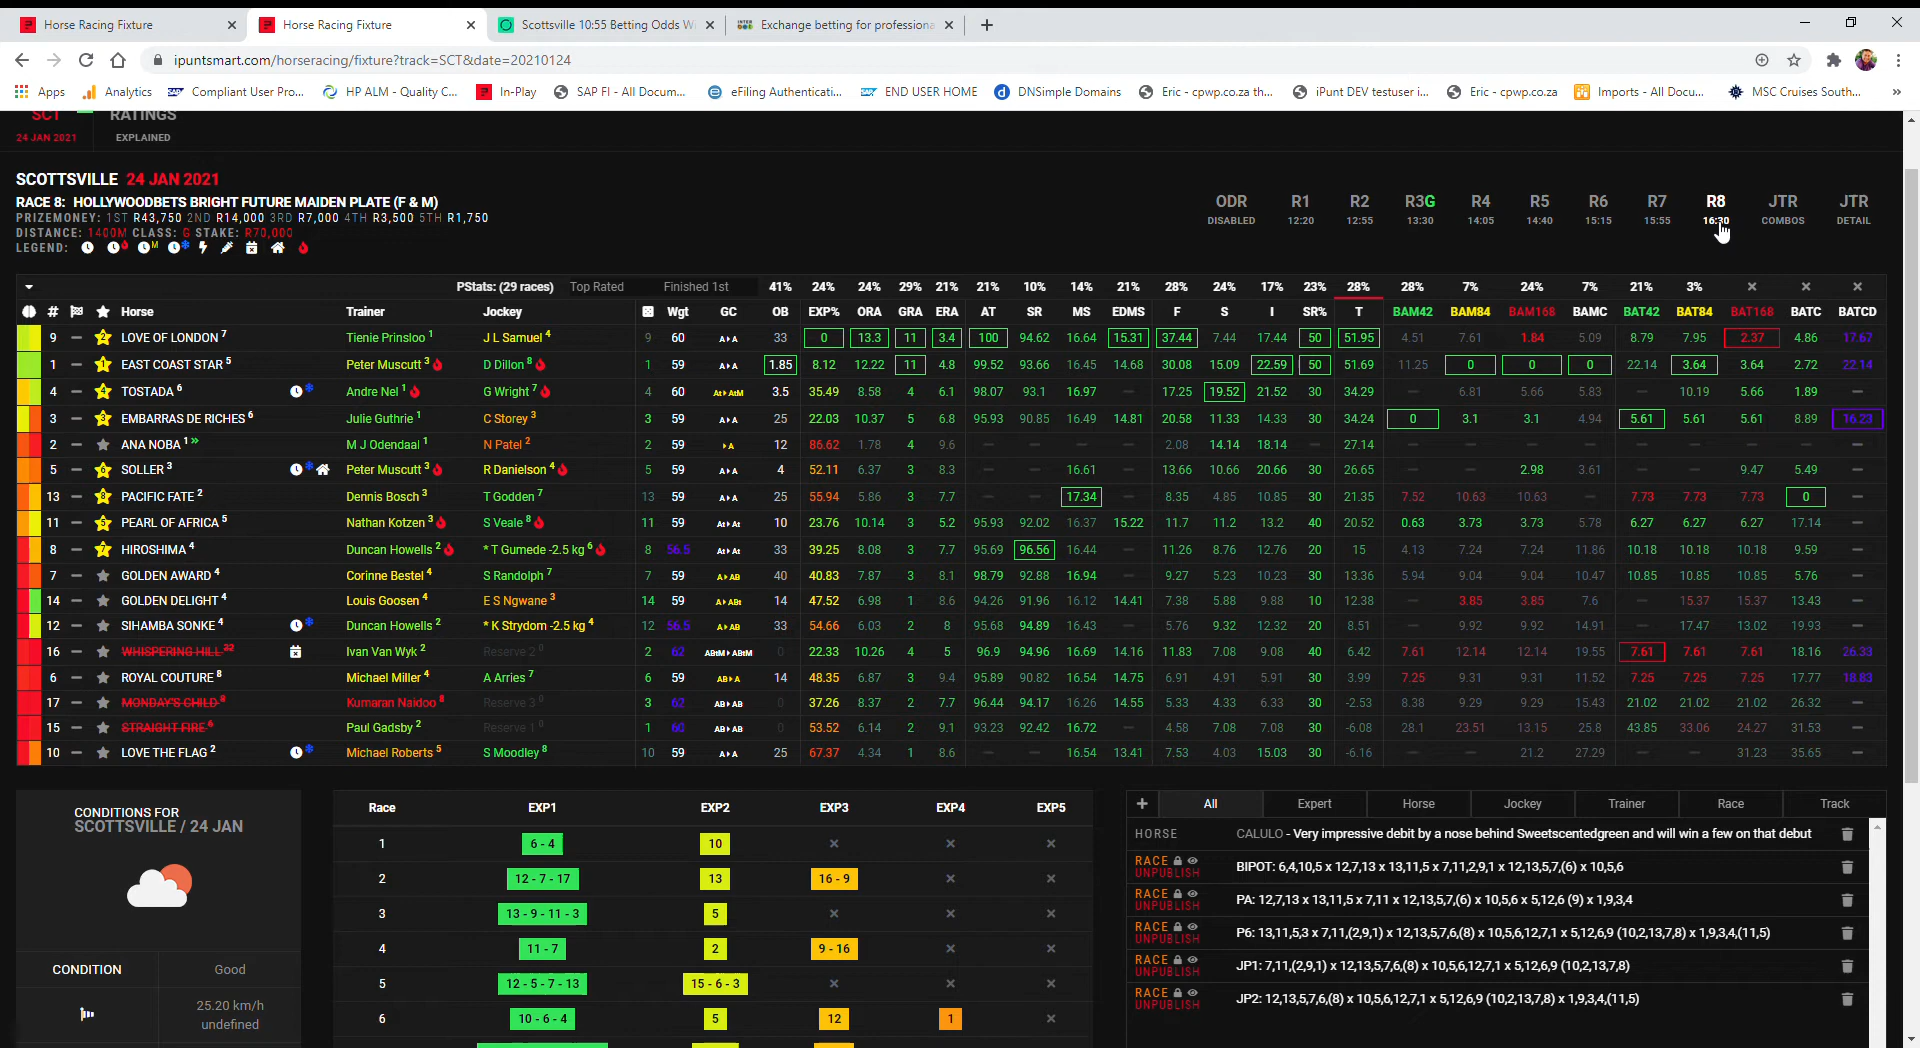 Horse Racing Fixture
Horse Racing Fixture
Scottsville 10:55 Betting Odds W
Exchange betting for professiona
ipuntsmart.com/horseracing/fixture?track=SCT&date=20210124
Apps Analytics Compliant User Pro... HP ALM - Quality C... In-Play SAP FI - All Docum... eFiling Authenticati... END USER HOME DNSimple Domains Eric - cpwp.co.za th... iPunt DEV testuser i... Eric - cpwp.co.za Imports - All Docu... MSC Cruises South... »
SCT RATINGS
24 JAN 2021 EXPLAINED
SCOTTSVILLE 24 JAN 2021
RACE 8: HOLLYWOODBETS BRIGHT FUTURE MAIDEN PLATE (F & M)
PRIZEMONEY: 1ST R43,750 2ND R14,000 3RD R7,000 4TH R3,500 5TH R1,750
DISTANCE: 1400M CLASS: G STAKE: R70,000
LEGEND:
ODR R1 R2 R3G R4 R5 R6 R7 R8 JTR JTR
DISABLED 12:20 12:55 13:30 14:05 14:40 15:15 15:55 16:30 COMBOS DETAIL
PStats: (29 races) Top Rated Finished 1st 41% 24% 24% 29% 21% 21% 10% 14% 21% 28% 24% 17% 23% 28% 28% 7% 24% 7% 21% 3% × × ×
# Horse Trainer Jockey Wgt GC OB EXP% ORA GRA ERA AT SR MS EDMS F S I SR% T BAM42 BAM84 BAM168 BAMC BAT42 BAT84 BAT168 BATC BATCD
9 — LOVE OF LONDON 7 Tienie Prinsloo 1 J L Samuel 4 9 60 A▸A 33 0 13.3 11 3.4 100 94.62 16.64 15.31 37.44 7.44 17.44 50 51.95 4.51 7.61 1.84 5.09 8.79 7.95 2.37 4.86 17.67
1 — EAST COAST STAR 5 Peter Muscutt 3 D Dillon 8 1 59 A▸A 1.85 8.12 12.22 11 4.8 99.52 93.66 16.45 14.68 30.08 15.09 22.59 50 51.69 11.25 0 0 0 22.14 3.64 3.64 2.72 22.14
4 — TOSTADA 6 Andre Nel 1 G Wright 7 4 60 At▸AtM 3.5 35.49 8.58 4 6.1 98.07 93.1 16.97 — 17.25 19.52 21.52 30 34.29 — 6.81 5.66 5.83 — 10.19 5.66 1.89 —
3 — EMBARRAS DE RICHES 6 Julie Guthrie 1 C Storey 3 3 59 A▸A 25 22.03 10.37 5 6.8 95.93 90.85 16.49 14.81 20.58 11.33 14.33 30 34.24 0 3.1 3.1 4.94 5.61 5.61 5.61 8.89 16.23
2 — ANA NOBA 1 » M J Odendaal 1 N Patel 2 2 59 ▸A 12 86.62 1.78 4 9.6 — — — — 2.08 14.14 18.14 — 27.14 — — — — — — — — —
5 — SOLLER 3 Peter Muscutt 3 R Danielson 4 5 59 A▸A 4 52.11 6.37 3 8.3 — — 16.61 — 13.66 10.66 20.66 30 26.65 — — 2.98 3.61 — — 9.47 5.49 —
13 — PACIFIC FATE 2 Dennis Bosch 3 T Godden 7 13 59 A▸A 25 55.94 5.86 3 7.7 — — 17.34 — 8.35 4.85 10.85 30 21.35 7.52 10.63 10.63 — 7.73 7.73 7.73 0 —
11 — PEARL OF AFRICA 5 Nathan Kotzen 3 S Veale 8 11 59 At▸At 10 23.76 10.14 3 5.2 95.93 92.02 16.37 15.22 11.7 11.2 13.2 40 20.52 0.63 3.73 3.73 5.78 6.27 6.27 6.27 17.14 —
8 — HIROSHIMA 4 Duncan Howells 2 * T Gumede -2.5 kg 6 8 56.5 At▸At 33 39.25 8.08 3 7.7 95.69 96.56 16.44 — 11.26 8.76 12.76 20 15 4.13 7.24 7.24 11.86 10.18 10.18 10.18 9.59 —
7 — GOLDEN AWARD 4 Corinne Bestel 4 S Randolph 7 7 59 A▸AB 40 40.83 7.87 3 8.1 98.79 92.88 16.94 — 9.27 5.23 10.23 30 13.36 5.94 9.04 9.04 10.47 10.85 10.85 10.85 5.76 —
14 — GOLDEN DELIGHT 4 Louis Goosen 4 E S Ngwane 3 14 59 A▸ABt 14 47.52 6.98 1 8.6 94.26 91.96 16.12 14.41 7.38 5.88 9.88 10 12.38 — 3.85 3.85 7.6 — 15.37 15.37 13.43 —
12 — SIHAMBA SONKE 4 Duncan Howells 2 * K Strydom -2.5 kg 4 12 56.5 A▸AB 33 54.66 6.03 2 8 95.68 94.89 16.43 — 5.76 9.32 12.32 20 8.51 — 9.92 9.92 14.91 — 17.47 13.02 19.93 —
16 — WHISPERING HILL 22 Ivan Van Wyk 2 Reserve 2 0 2 62 ABtM▸ABtM 0 22.33 10.26 4 5 96.9 94.96 16.69 14.16 11.83 7.08 9.08 40 6.42 7.61 12.14 12.14 19.55 7.61 7.61 7.61 18.16 26.33
6 — ROYAL COUTURE 8 Michael Miller 4 A Arries 7 6 59 AB▸A 14 48.35 6.87 3 9.4 95.89 90.82 16.54 14.75 6.91 4.91 5.91 30 3.99 7.25 9.31 9.31 11.52 7.25 7.25 7.25 17.77 18.83
17 — MONDAY'S CHILD 8 Kumaran Naidoo 8 Reserve 3 0 3 62 AB▸AB 0 37.26 8.37 2 7.7 96.44 94.17 16.26 14.55 5.33 4.33 6.33 30 -2.53 8.38 9.29 9.29 15.43 21.02 21.02 21.02 26.32 —
15 — STRAIGHT FIRE 6 Paul Gadsby 2 Reserve 1 0 1 60 AB▸AB 0 53.52 6.14 2 9.1 93.23 92.42 16.72 — 4.58 7.08 7.08 30 -6.08 28.1 23.51 13.15 25.8 43.85 33.06 24.27 31.53 —
10 — LOVE THE FLAG 2 Michael Roberts 5 S Moodley 8 10 59 A▸A 25 67.37 4.34 1 8.6 — — 16.54 13.41 7.53 4.03 15.03 30 -6.16 — — 21.2 27.29 — — 31.23 35.65 —
CONDITIONS FOR
SCOTTSVILLE / 24 JAN
CONDITION Good
25.20 km/h
undefined
Race EXP1 EXP2 EXP3 EXP4 EXP5
1 6 - 4 10 × × ×
2 12 - 7 - 17 13 16 - 9 × ×
3 13 - 9 - 11 - 3 5 × × ×
4 11 - 7 2 9 - 16 × ×
5 12 - 5 - 7 - 13 15 - 6 - 3 × × ×
6 10 - 6 - 4 5 12 1 ×
+ All Expert Horse Jockey Trainer Race Track
HORSE CALULO - Very impressive debit by a nose behind Sweetscentedgreen and will win a few on that debut
RACE UNPUBLISH BIPOT: 6,4,10,5 x 12,7,13 x 13,11,5 x 7,11,2,9,1 x 12,13,5,7,(6) x 10,5,6
RACE UNPUBLISH PA: 12,7,13 x 13,11,5 x 7,11 x 12,13,5,7,(6) x 10,5,6 x 5,12,6 (9) x 1,9,3,4
RACE UNPUBLISH P6: 13,11,5,3 x 7,11,(2,9,1) x 12,13,5,7,6,(8) x 10,5,6,12,7,1 x 5,12,6,9 (10,2,13,7,8) x 1,9,3,4,(11,5)
RACE UNPUBLISH JP1: 7,11,(2,9,1) x 12,13,5,7,6,(8) x 10,5,6,12,7,1 x 5,12,6,9 (10,2,13,7,8)
RACE UNPUBLISH JP2: 12,13,5,7,6,(8) x 10,5,6,12,7,1 x 5,12,6,9 (10,2,13,7,8) x 1,9,3,4,(11,5)